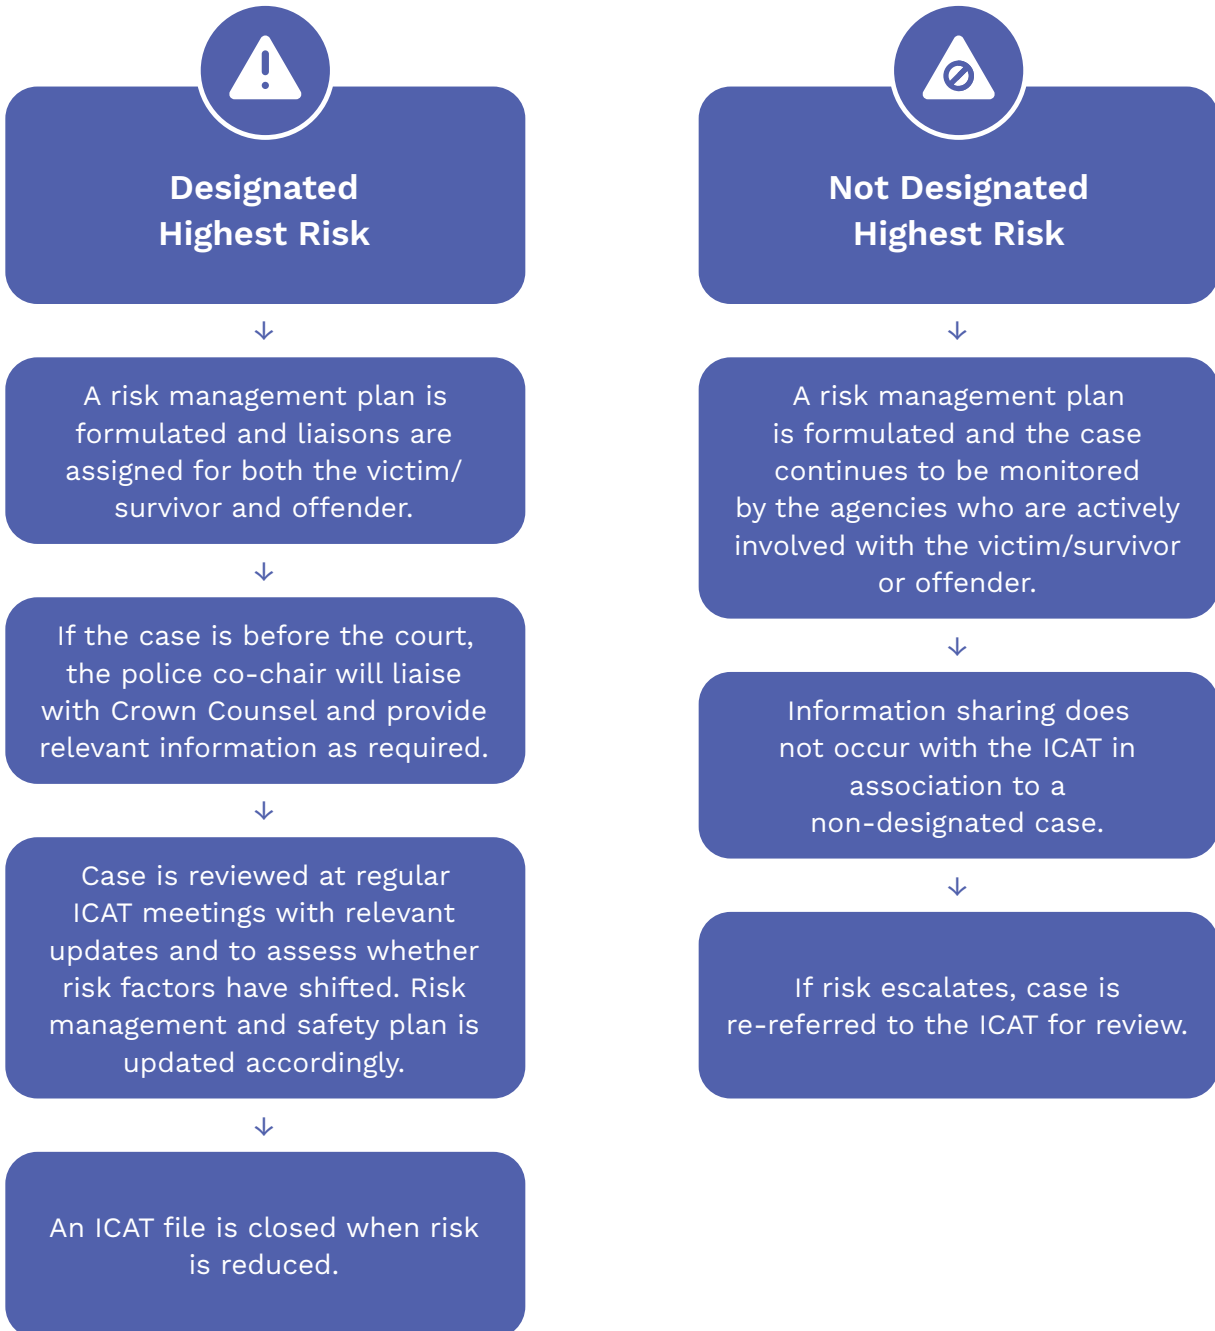 Designated
Highest Risk
A risk management plan is
formulated and liaisons are
assigned for both the victim/
survivor and offender.
If the case is before the court,
the police co-chair will liaise
with Crown Counsel and provide
relevant information as required.
Case is reviewed at regular
ICAT meetings with relevant
updates and to assess whether
risk factors have shifted. Risk
management and safety plan is
updated accordingly.
An ICAT file is closed when risk
is reduced.
Not Designated
Highest Risk
A risk management plan
is formulated and the case
continues to be monitored
by the agencies who are actively
involved with the victim/survivor
or offender.
Information sharing does
not occur with the ICAT in
association to a
non-designated case.
If risk escalates, case is
re-referred to the ICAT for review.